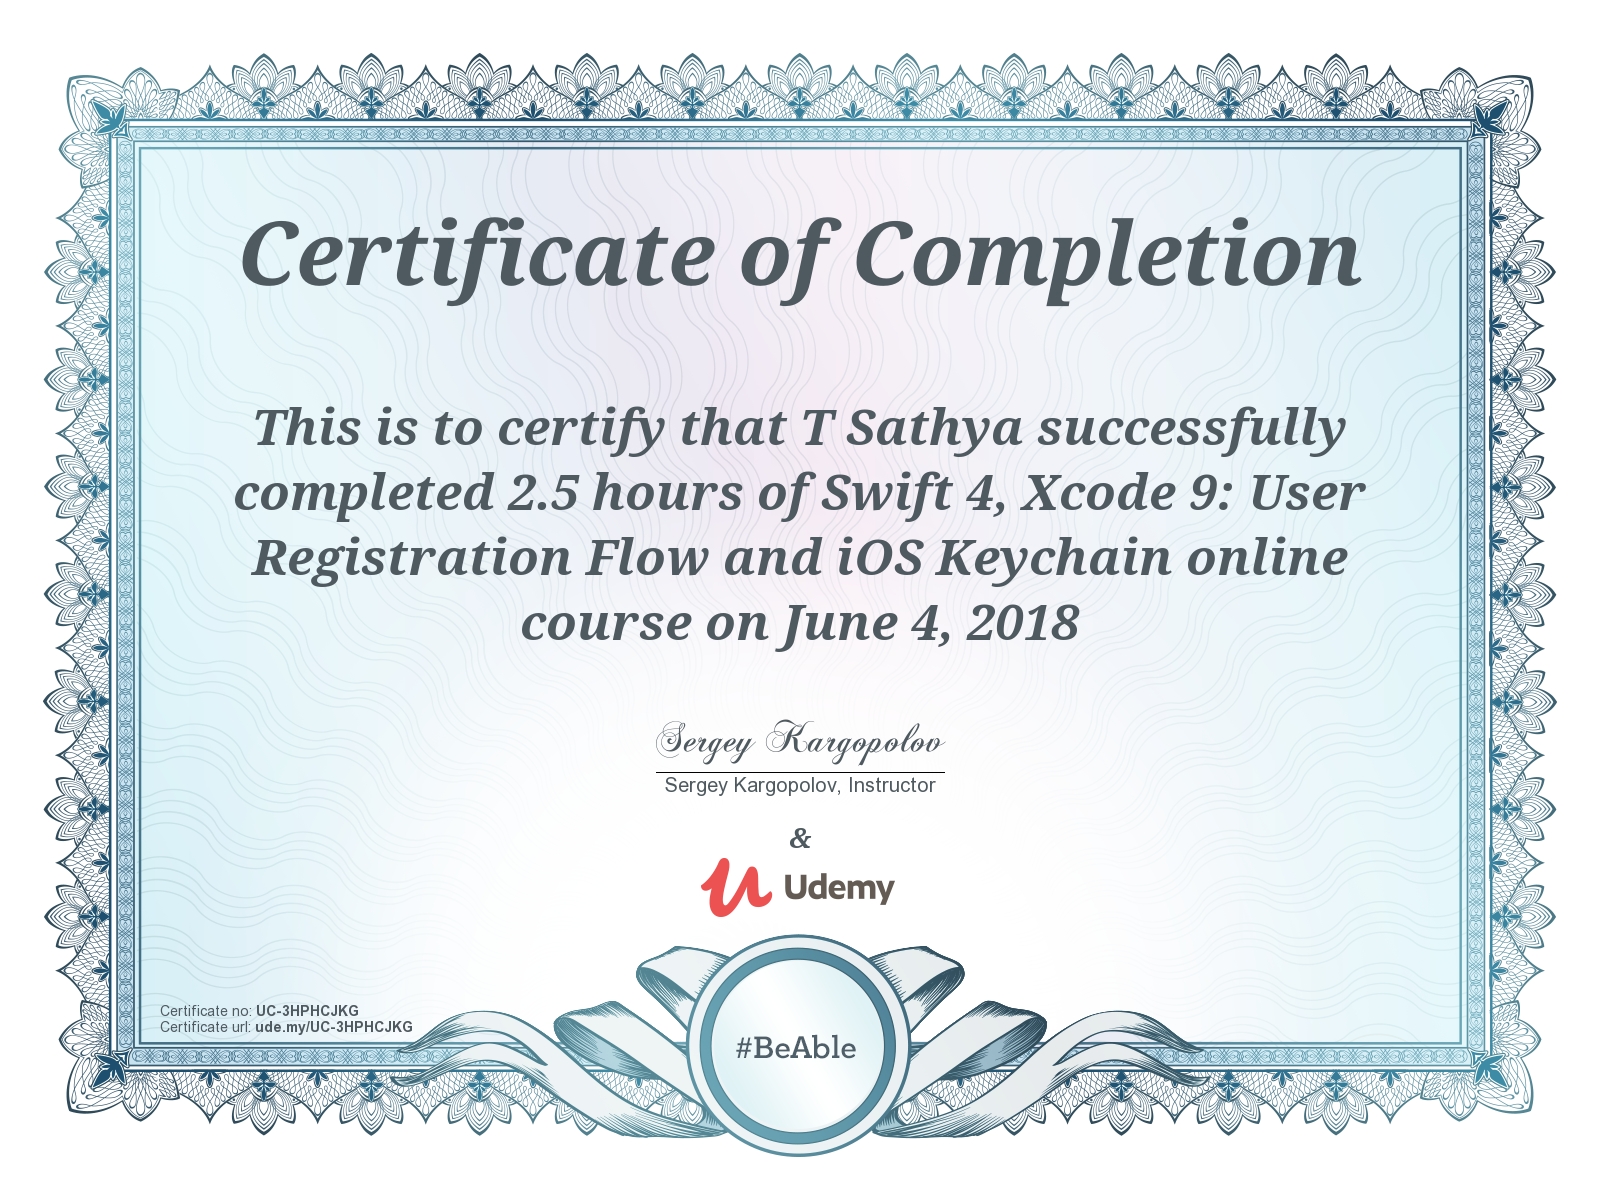 Certificate of Completion
This is to certify that T Sathya successfully
completed 2.5 hours of Swift 4, Xcode 9: User
Registration Flow and iOS Keychain online
course on June 4, 2018
Sergey Kargopolov
Sergey Kargopolov, Instructor
&
Udemy
Certificate no: UC-3HPHCJKG
Certificate url: ude.my/UC-3HPHCJKG
#BeAble